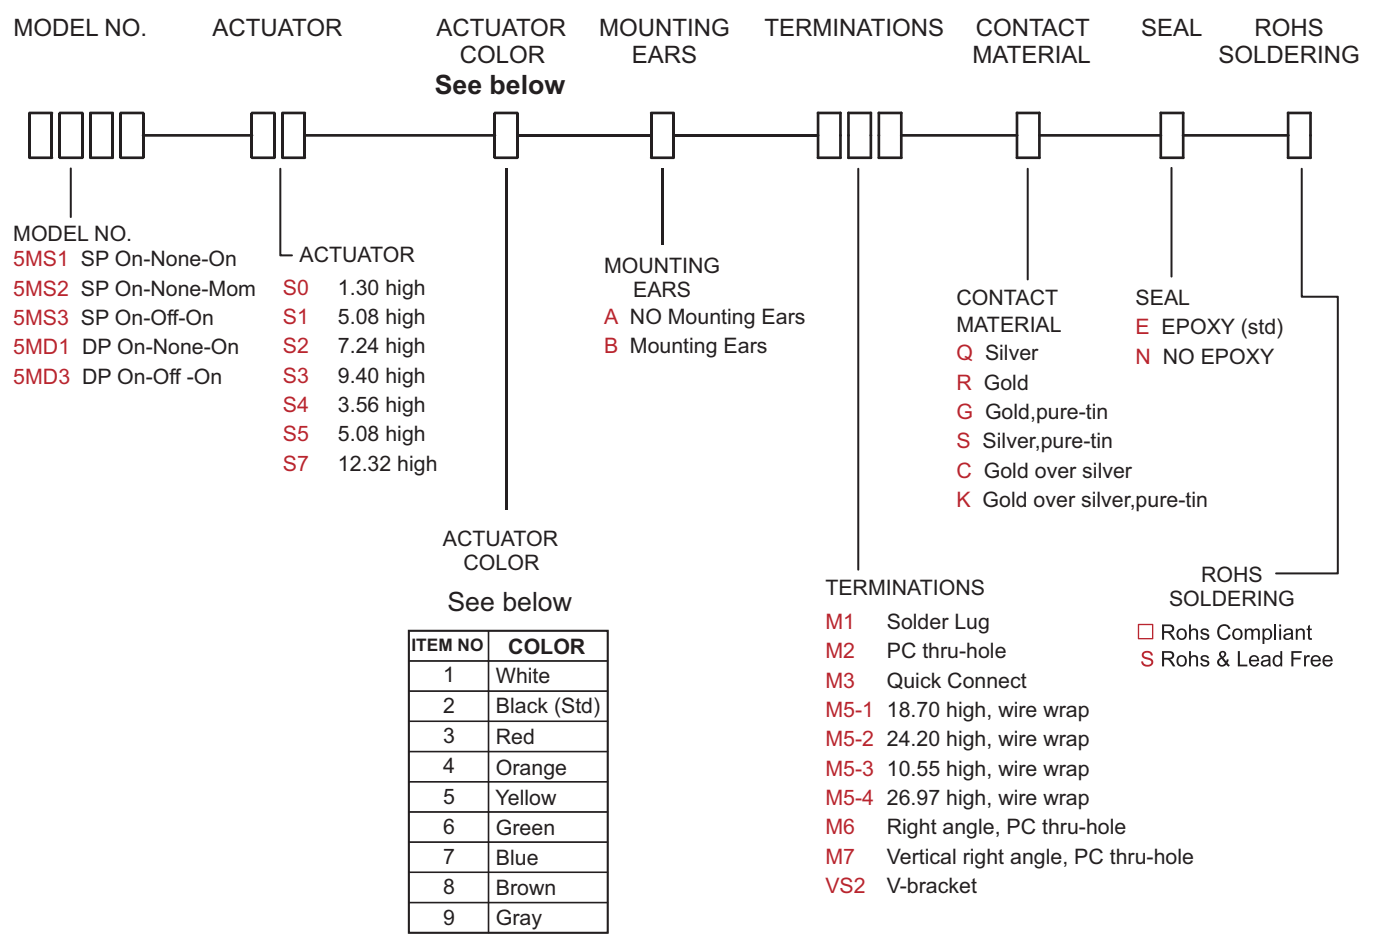 MODEL NO.
ACTUATOR
ACTUATOR
COLOR
See below
MOUNTING
EARS
TERMINATIONS
CONTACT
MATERIAL
SEAL
ROHS
SOLDERING
MODEL NO.
5MS1 SP On-None-On
5MS2 SP On-None-Mom
5MS3 SP On-Off-On
5MD1 DP On-None-On
5MD3 DP On-Off -On
ACTUATOR
S0 1.30 high
S1 5.08 high
S2 7.24 high
S3 9.40 high
S4 3.56 high
S5 5.08 high
S7 12.32 high
ACTUATOR
COLOR
See below
ITEM NO COLOR
1 White
2 Black (Std)
3 Red
4 Orange
5 Yellow
6 Green
7 Blue
8 Brown
9 Gray
MOUNTING
EARS
A NO Mounting Ears
B Mounting Ears
TERMINATIONS
M1 Solder Lug
M2 PC thru-hole
M3 Quick Connect
M5-1 18.70 high, wire wrap
M5-2 24.20 high, wire wrap
M5-3 10.55 high, wire wrap
M5-4 26.97 high, wire wrap
M6 Right angle, PC thru-hole
M7 Vertical right angle, PC thru-hole
VS2 V-bracket
CONTACT
MATERIAL
Q Silver
R Gold
G Gold,pure-tin
S Silver,pure-tin
C Gold over silver
K Gold over silver,pure-tin
SEAL
E EPOXY (std)
N NO EPOXY
ROHS
SOLDERING
□ Rohs Compliant
S Rohs & Lead Free